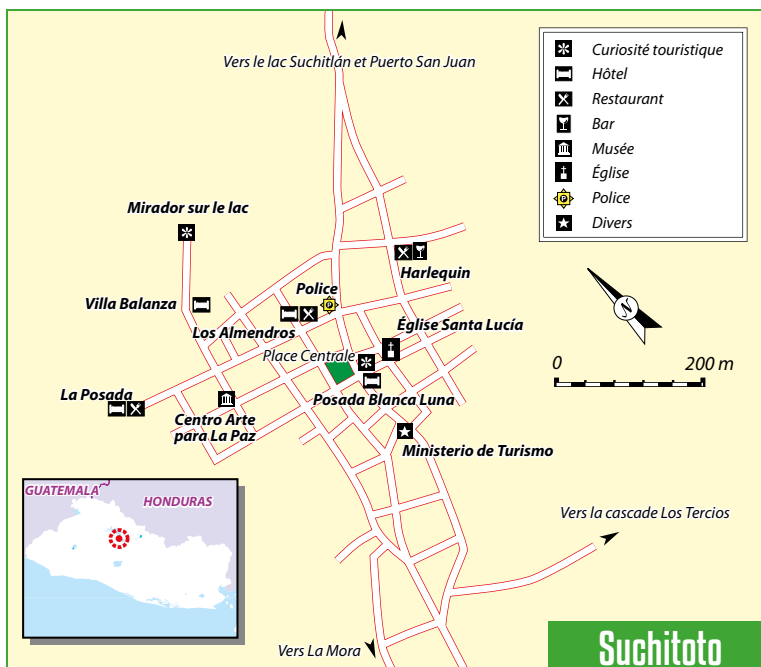 Vers le lac Suchitlán et Puerto San Juan
Curiosité touristique
Hôtel
Restaurant
Bar
Musée
Église
Police
Divers
Mirador sur le lac
Harlequin
Villa Balanza
Police
Los Almendros
Église Santa Lucía
Place Centrale
N
0 200 m
La Posada
Posada Blanca Luna
Centro Arte
para La Paz
Ministerio de Turismo
GUATEMALA
HONDURAS
Vers la cascade Los Tercios
Vers La Mora
Suchitoto